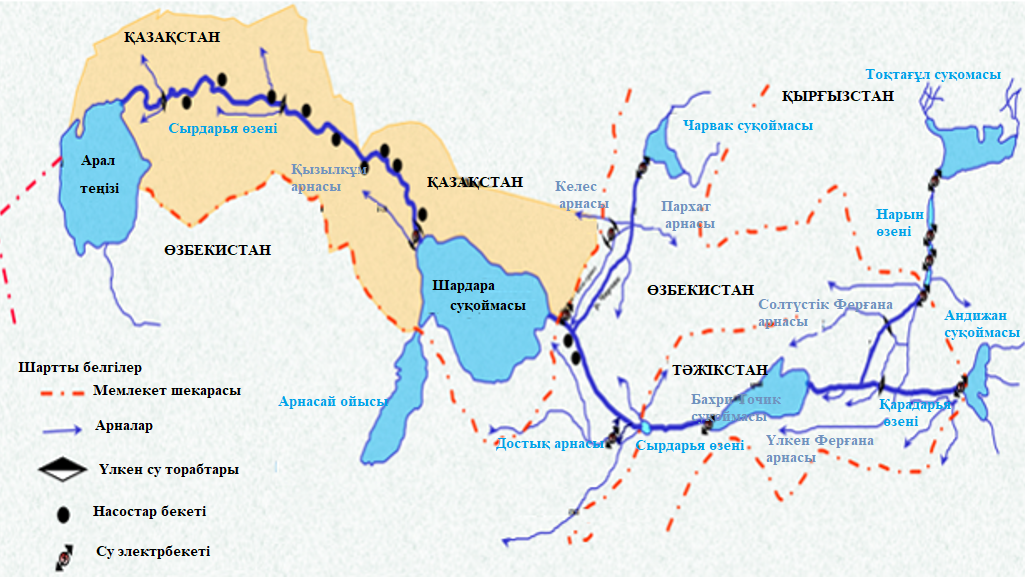 ҚАЗАҚСТАН
Тоқтағұл суқомасы
ҚЫРҒЫЗСТАН
Сырдарья өзені
Чарвак суқоймасы
Арал
теңізі
Қызылкұм
арнасы
ҚАЗАҚСТАН
Келес
арнасы
Пархат
арнасы
Нарын
өзені
ӨЗБЕКИСТАН
Шардара
суқоймасы
ӨЗБЕКИСТАН
Солтүстік Ферғана
арнасы
Андижан
суқоймасы
Шартты белгілер
Мемлекет шекарасы
ТӘЖІКСТАН
Арнасай ойысы
Бахри Точик
суқоймасы
Қарадарья
өзені
Арналар
Достық арнасы
Сырдарья өзені
Үлкен Ферғана
арнасы
Үлкен су торабтары
Насостар бекеті
Су электрбекеті